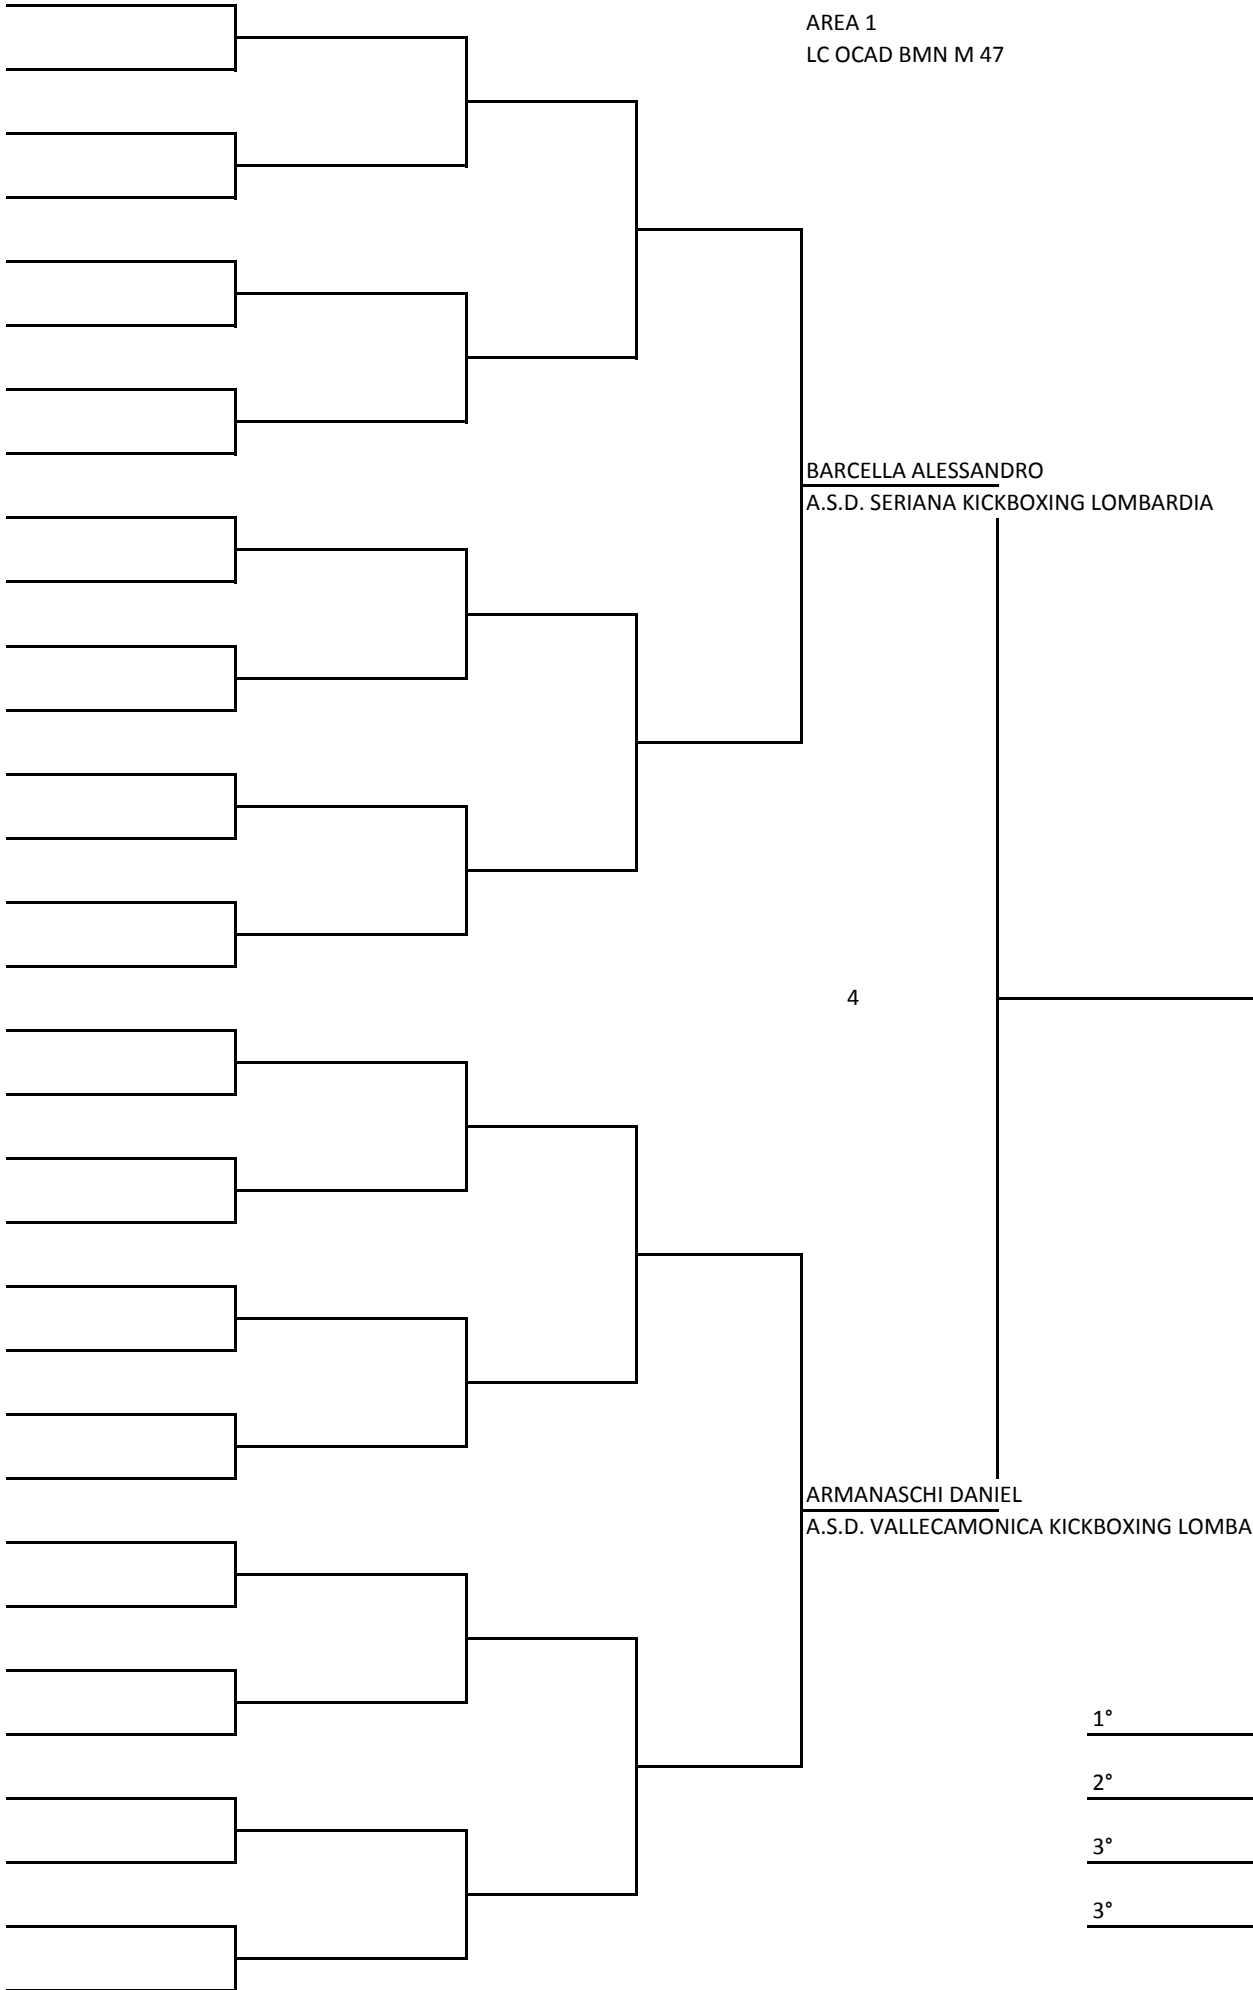 AREA 1
LC OCAD BMN M 47
BARCELLA ALESSANDRO
A.S.D. SERIANA KICKBOXING LOMBARDIA
4
ARMANASCHI DANIEL
A.S.D. VALLECAMONICA KICKBOXING LOMBA
1°
2°
3°
3°